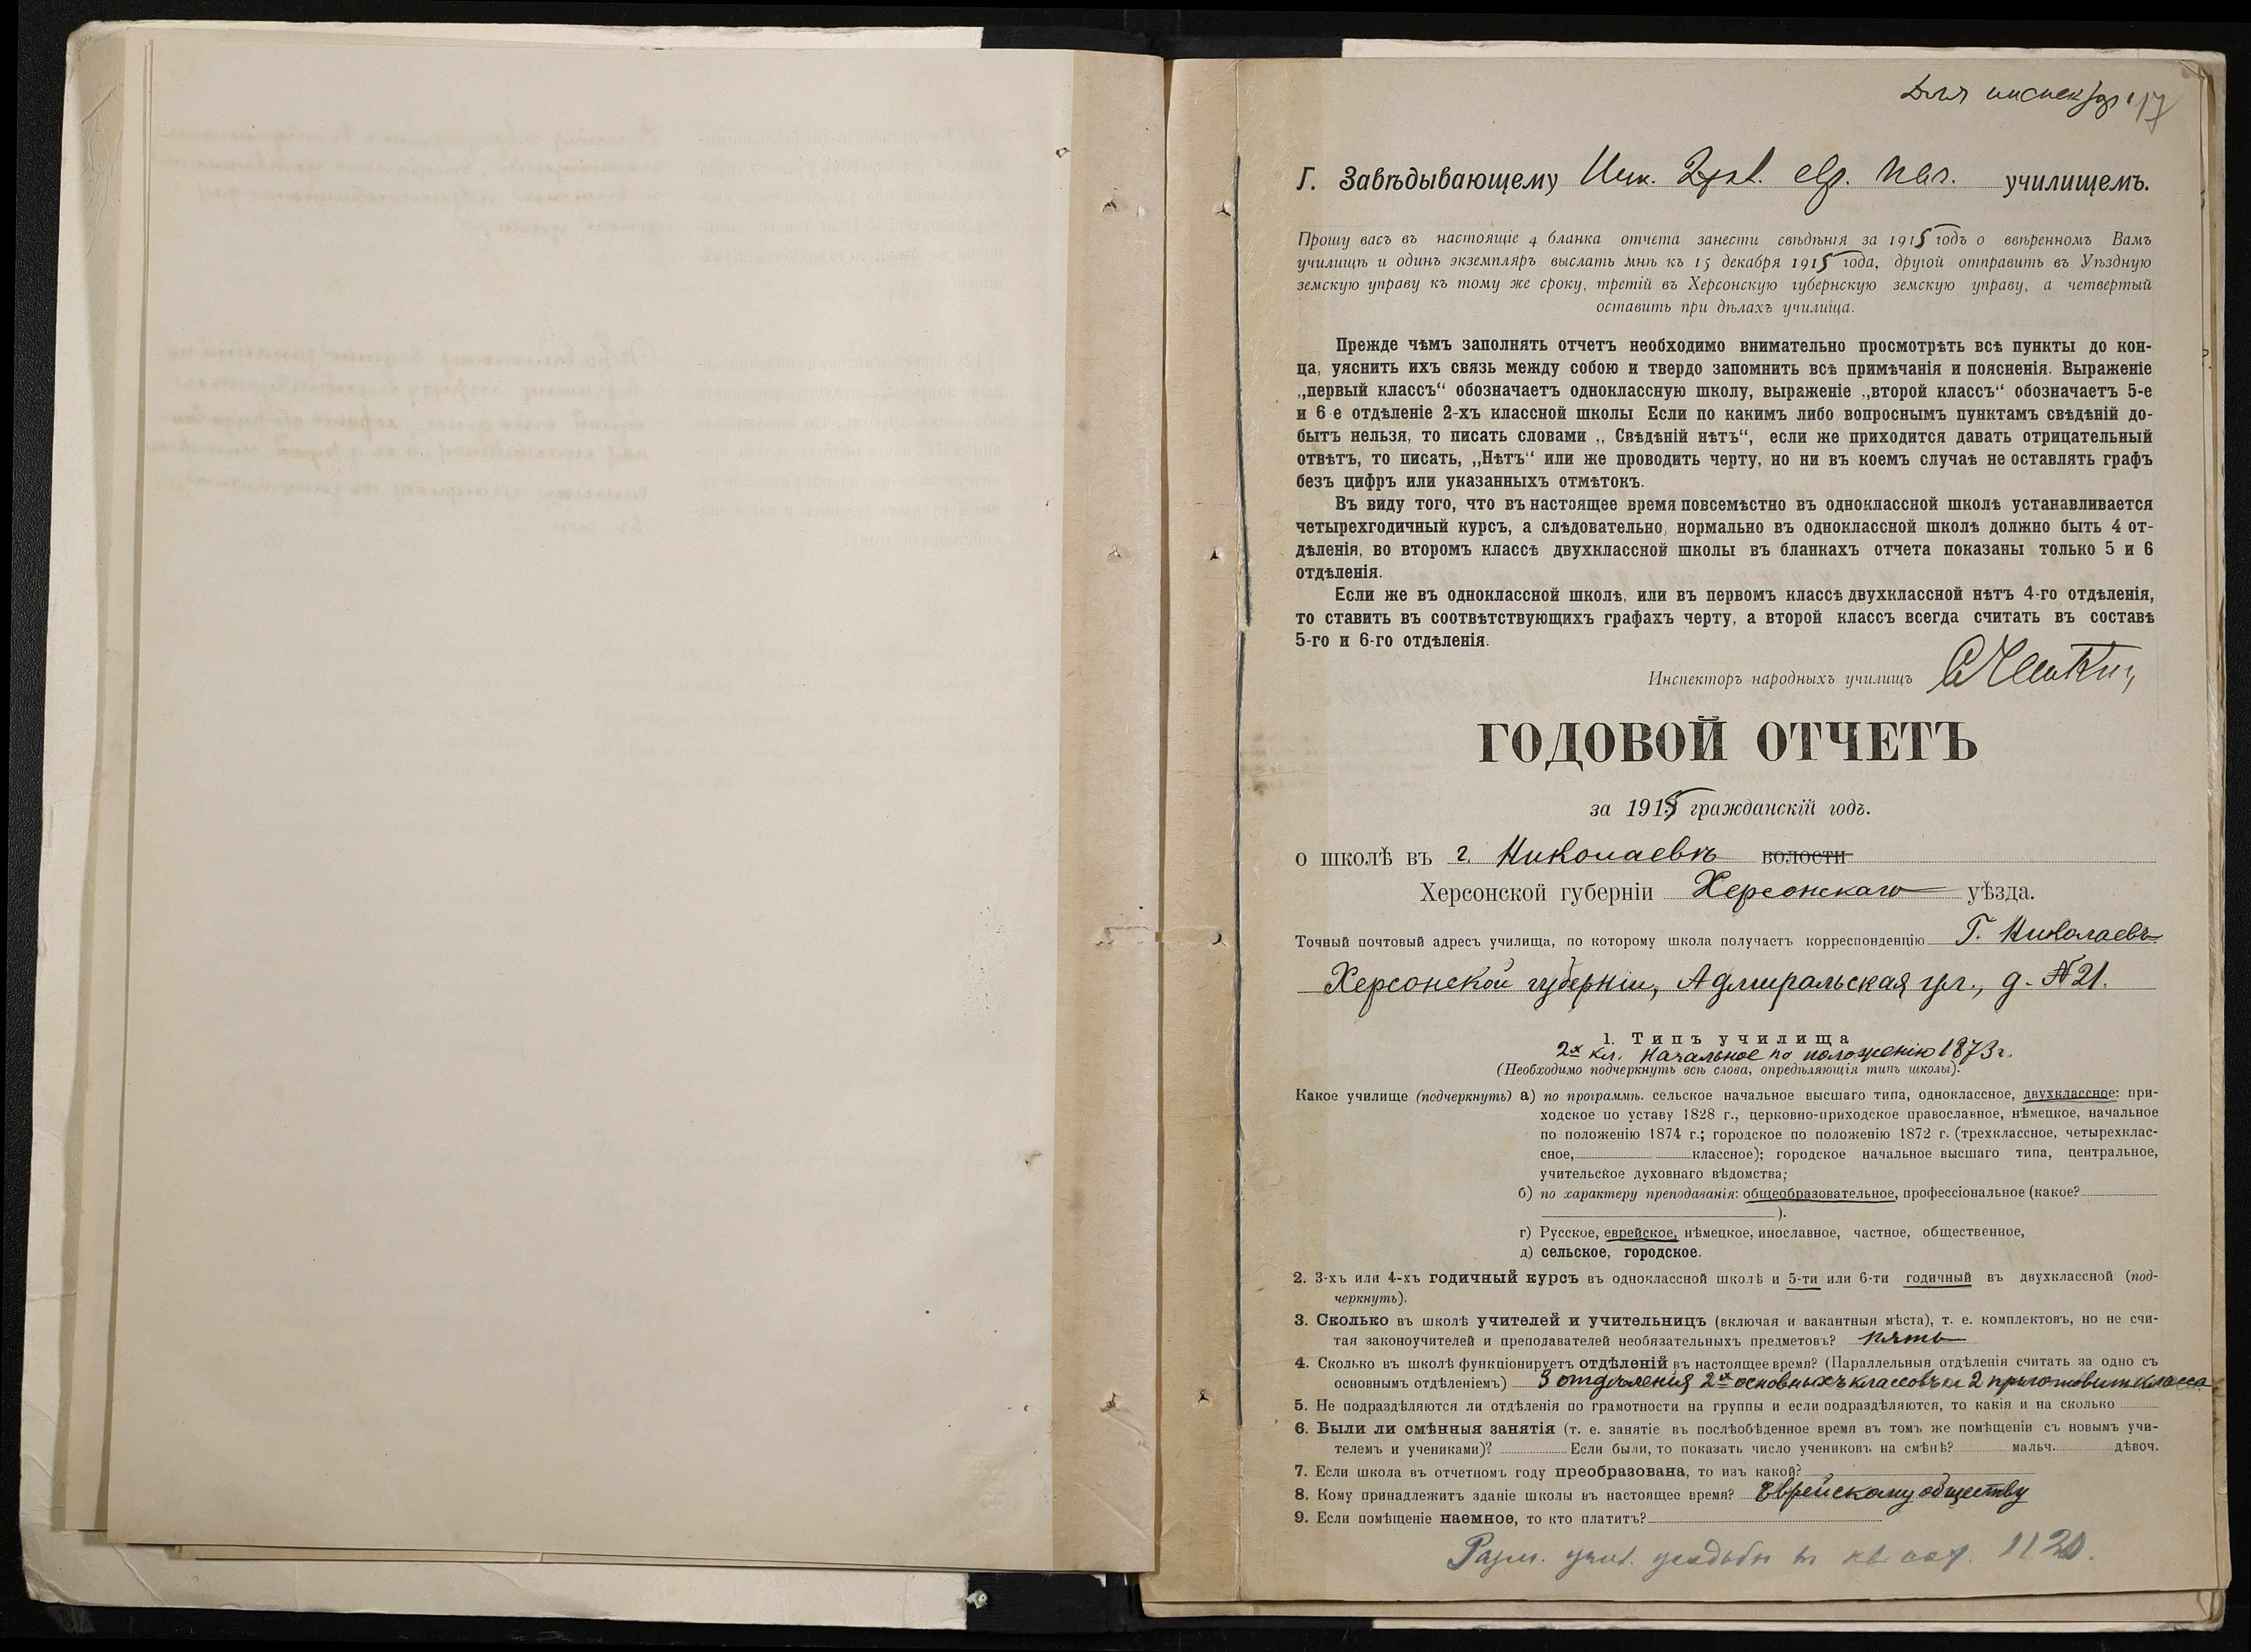 Для инспектор 17
Г. Завѣдывающему Ник. 2 евр. нач. училищемъ.
Прошу васъ въ настоящіе 4 бланка отчета занести свѣдѣнія за 1915 годъ о ввѣренномъ Вамъ
училищѣ и одинъ экземпляръ выслать мнѣ къ 15 декабря 1915 года, другой отправить въ Уѣздную
земскую управу къ тому же сроку, третій въ Херсонскую губернскую земскую управу, а четвертый
оставить при дѣлахъ училища.
Прежде чѣмъ заполнять отчетъ необходимо внимательно просмотрѣть всѣ пункты до кон-
ца, уяснить ихъ связь между собою и твердо запомнить всѣ примѣчанія и поясненія. Выраженіе
„первый классъ“ обозначаетъ одноклассную школу, выраженіе „второй классъ“ обозначаетъ 5-е
и 6 е отдѣленіе 2-хъ классной школы Если по какимъ либо вопроснымъ пунктамъ свѣдѣній до-
бытъ нельзя, то писать словами „ Свѣдѣній нѣтъ“, если же приходится давать отрицательный
отвѣтъ, то писать, „Нѣтъ“ или же проводить черту, но ни въ коемъ случаѣ не оставлять графъ
безъ цифръ или указанныхъ отмѣтокъ.
Въ виду того, что въ настоящее время повсемѣстно въ одноклассной школѣ устанавливается
четырехгодичный курсъ, а слѣдовательно, нормально въ одноклассной школѣ должно быть 4 от-
дѣленія, во второмъ классѣ двухклассной школы въ бланкахъ отчета показаны только 5 и 6
отдѣленія.
Если же въ одноклассной школѣ, или въ первомъ классѣ двухклассной нѣтъ 4-го отдѣленія,
то ставить въ соотвѣтствующихъ графахъ черту, а второй классъ всегда считать въ составѣ
5-го и 6-го отдѣленія.
Инспекторъ народныхъ училищъ
ГОДОВОЙ ОТЧЕТЪ
за 1915 гражданскій годъ.
о школѣ въ г. Николаевѣ волости
Херсонской губерніи Херсонскаго уѣзда.
Точный почтовый адресъ училища, по которому школа получаетъ корреспонденцію Г. Николаевъ
Херсонской губерніи, Адмиральская ул., д. № 21.
1. Типъ училища
2х кл. начальное по положенію 1873 г.
(Необходимо подчеркнуть всѣ слова, опредѣляющія типъ школы).
Какое училище (подчеркнуть) а) по программѣ. сельское начальное высшаго типа, одноклассное, двухклассное: при-
ходское по уставу 1828 г., церковно-приходское православное, нѣмецкое, начальное
по положенію 1874 г.; городское по положенію 1872 г. (трехклассное, четырехклас-
сное, классное); городское начальное высшаго типа, центральное,
учительское духовнаго вѣдомства;
б) по характеру преподаванія: общеобразовательное, профессіональное (какое?
).
г) Русское, еврейское, нѣмецкое, инославное, частное, общественное,
д) сельское, городское.
2. 3-хъ или 4-хъ годичный курсъ въ одноклассной школѣ и 5-ти или 6-ти годичный въ двухклассной (под-
черкнуть).
3. Сколько въ школѣ учителей и учительницъ (включая и вакантныя мѣста), т. е. комплектовъ, но не счи-
тая законоучителей и преподавателей необязательныхъ предметовъ? пять
4. Сколько въ школѣ функціонируетъ отдѣленій въ настоящее время? (Параллельныя отдѣленія считать за одно съ
основнымъ отдѣленіемъ) 3 отдѣленія 2х основныхъ классовъ и 2 приготовит. класса
5. Не подраздѣляются ли отдѣленія по грамотности на группы и если подраздѣляются, то какія и на сколько
6. Были ли смѣнныя занятія (т. е. занятіе въ послѣобѣденное время въ томъ же помѣщеніи съ новымъ учи-
телемъ и учениками)? Если были, то показать число учениковъ на смѣнѣ? мальч. дѣвоч.
7. Если школа въ отчетномъ году преобразована, то изъ какой?
8. Кому принадлежитъ зданіе школы въ настоящее время? Еврейскому обществу
9. Если помѣщеніе наемное, то кто платитъ?
усадьбы въ кв. саж. 1120.